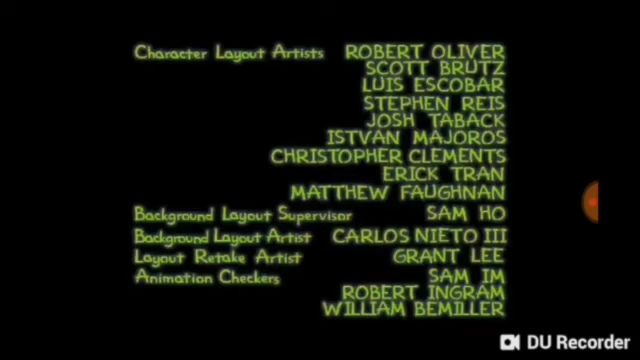 Character Layout Artists ROBERT OLIVER
SCOTT BRUTZ
LUIS ESCOBAR
STEPHEN REIS
JOSH TABACK
ISTVAN MAJOROS
CHRISTOPHER CLEMENTS
ERICK TRAN
MATTHEW FAUGHNAN
Background Layout Supervisor SAM HO
Background Layout Artist CARLOS NIETO III
Layout Retake Artist GRANT LEE
Animation Checkers SAM IM
ROBERT INGRAM
WILLIAM BEMILLER
DU Recorder